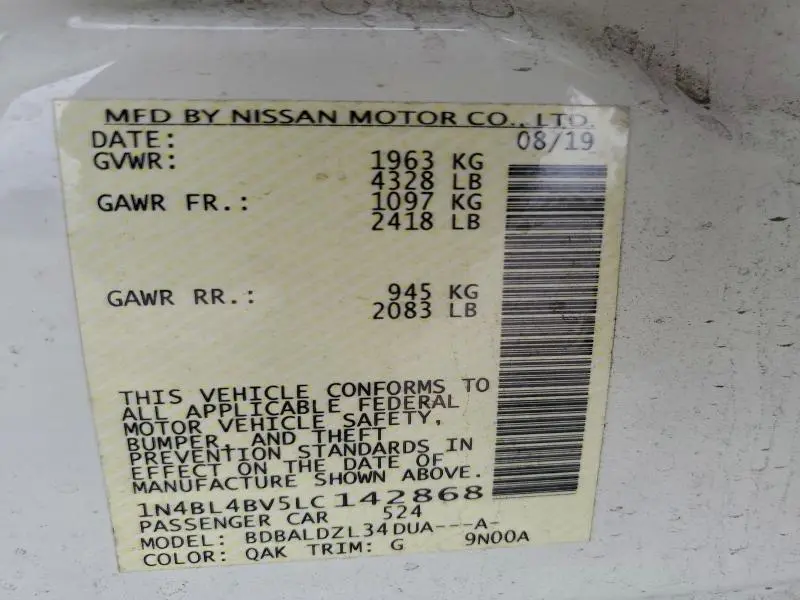 MFD BY NISSAN MOTOR CO., LTD.
DATE: 08/19
GVWR: 1963 KG
4328 LB
GAWR FR.: 1097 KG
2418 LB
GAWR RR.: 945 KG
2083 LB
THIS VEHICLE CONFORMS TO
ALL APPLICABLE FEDERAL
MOTOR VEHICLE SAFETY,
BUMPER, AND THEFT
PREVENTION STANDARDS IN
EFFECT ON THE DATE OF
MANUFACTURE SHOWN ABOVE.
1N4BL4BV5LC142868
PASSENGER CAR 524
MODEL: BDBALDZL34DUA---A-
COLOR: QAK TRIM: G 9N00A